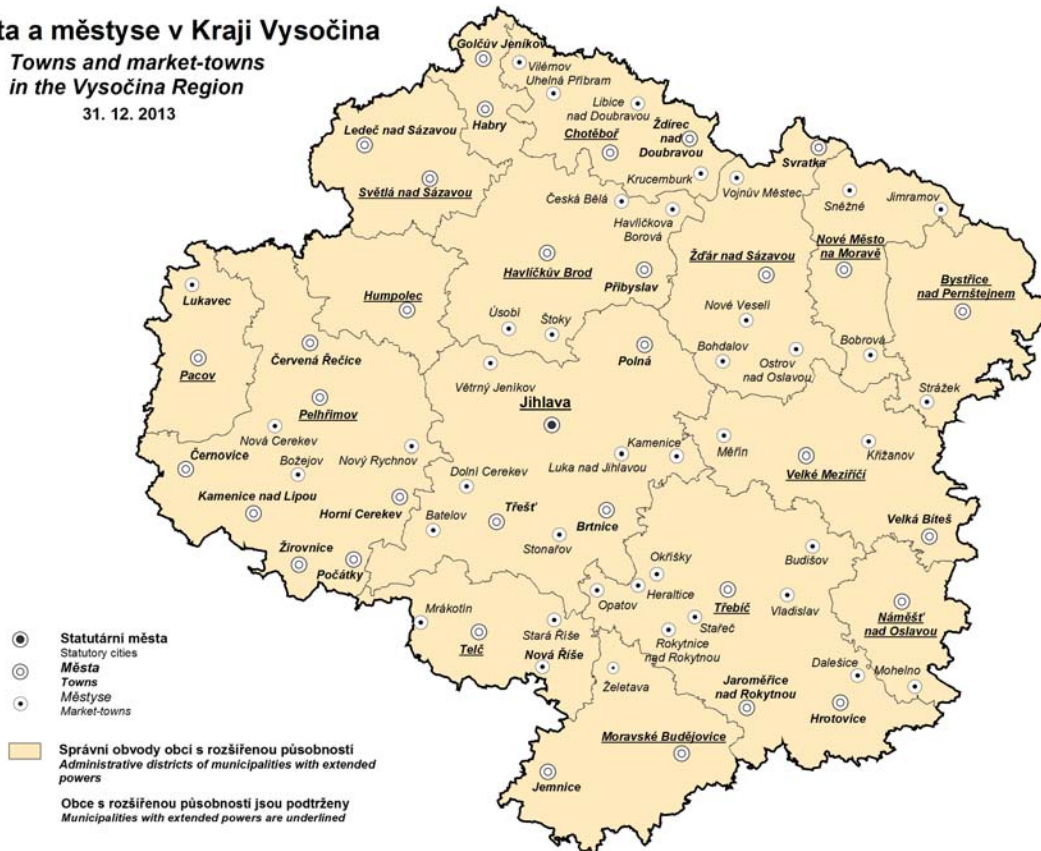 ta a městyse v Kraji Vysočina
Towns and market-towns
in the Vysočina Region
31. 12. 2013
Golčův Jeníkov
Vilémov
Uhelná Příbram
Libice
nad Doubravou
Habry
Ledeč nad Sázavou
Chotěboř
Ždírec
nad
Doubravou
Svratka
Světlá nad Sázavou
Krucemburk
Vojnův Městec
Sněžné
Jimramov
Česká Bělá
Havlíčkova
Borová
Nové Město
na Moravě
Havlíčkův Brod
Přibyslav
Žďár nad Sázavou
Bystřice
nad Pernštejnem
Lukavec
Humpolec
Úsobí
Štoky
Nové Veselí
Červená Řečice
Polná
Bohdalov
Ostrov
nad Oslavou
Bobrová
Pacov
Větrný Jeníkov
Strážek
Pelhřimov
Jihlava
Nová Cerekev
Černovice
Božejov
Nový Rychnov
Dolní Cerekev
Kamenice
Luka nad Jihlavou
Měřín
Křižanov
Velké Meziříčí
Kamenice nad Lipou
Horní Cerekev
Batelov
Třešť
Brtnice
Velká Bíteš
Žirovnice
Počátky
Stonařov
Okříšky
Budišov
Mrákotín
Opatov
Heraltice
Třebíč
Vladislav
Náměšť
nad Oslavou
Telč
Stará Říše
Nová Říše
Stařeč
Rokytnice
nad Rokytnou
Želetava
Jaroměřice
nad Rokytnou
Dalešice
Mohelno
Hrotovice
Moravské Budějovice
Jemnice
Statutární města
Statutory cities
Města
Towns
Městyse
Market-towns
Správní obvody obcí s rozšířenou působností
Administrative districts of municipalities with extended
powers
Obce s rozšířenou působností jsou podtrženy
Municipalities with extended powers are underlined